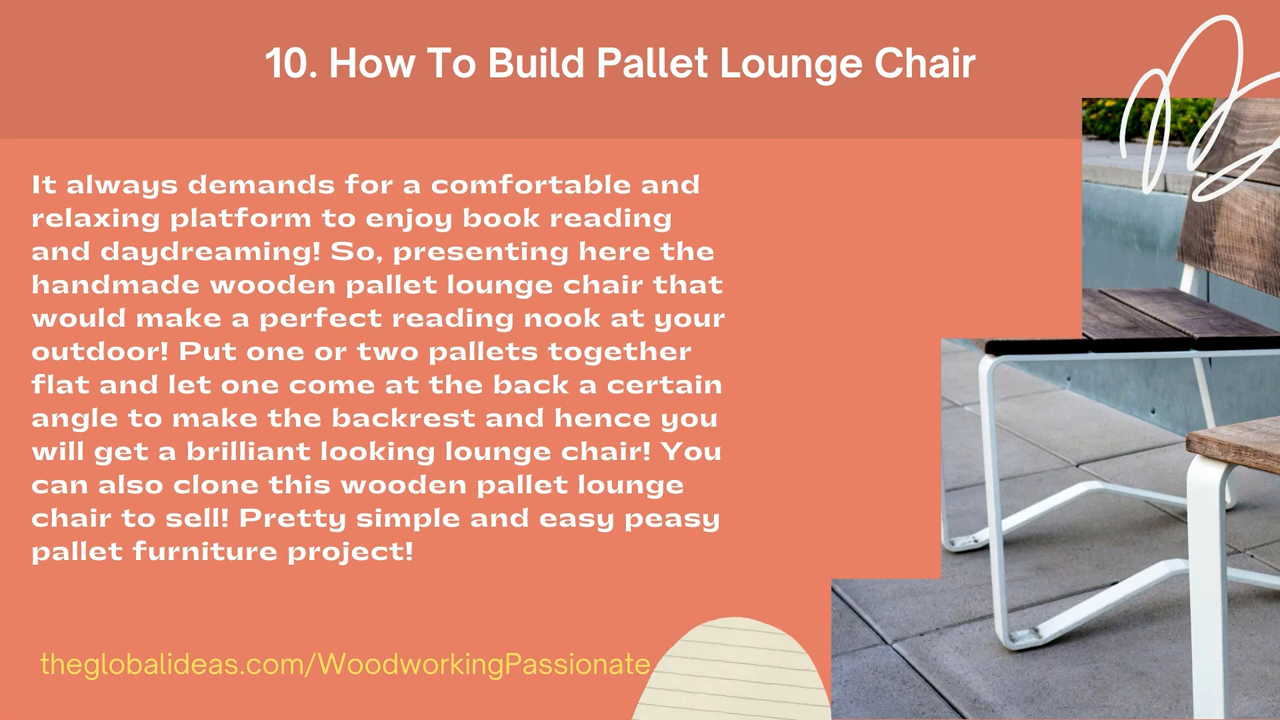 10. How To Build Pallet Lounge Chair
It always demands for a comfortable and
relaxing platform to enjoy book reading
and daydreaming! So, presenting here the
handmade wooden pallet lounge chair that
would make a perfect reading nook at your
outdoor! Put one or two pallets together
flat and let one come at the back a certain
angle to make the backrest and hence you
will get a brilliant looking lounge chair! You
can also clone this wooden pallet lounge
chair to sell! Pretty simple and easy peasy
pallet furniture project!
theglobalideas.com/WoodworkingPassionate